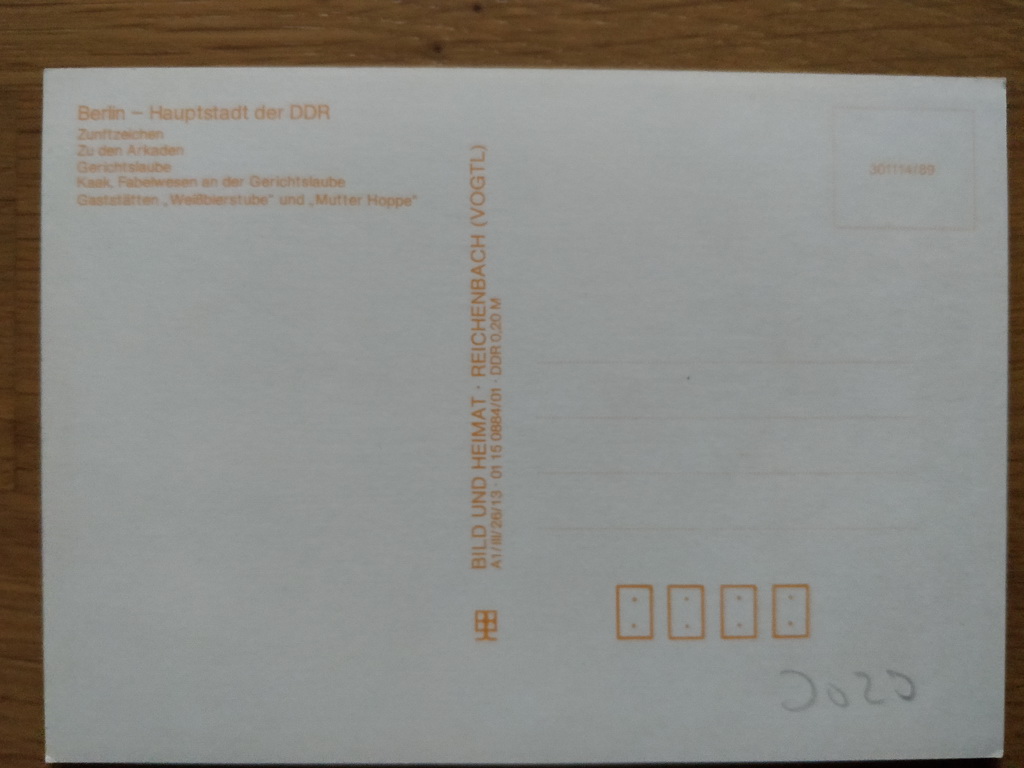 Berlin – Hauptstadt der DDR
Zunftzeichen
Zu den Arkaden
Gerichtslaube
Kaak, Fabelwesen an der Gerichtslaube
Gaststätten „Weißbierstube“ und „Mutter Hoppe“
BILD UND HEIMAT · REICHENBACH (VOGTL)
A1/III/26/13 · 01 15 0884/01 · DDR 0,20 M
301114/89